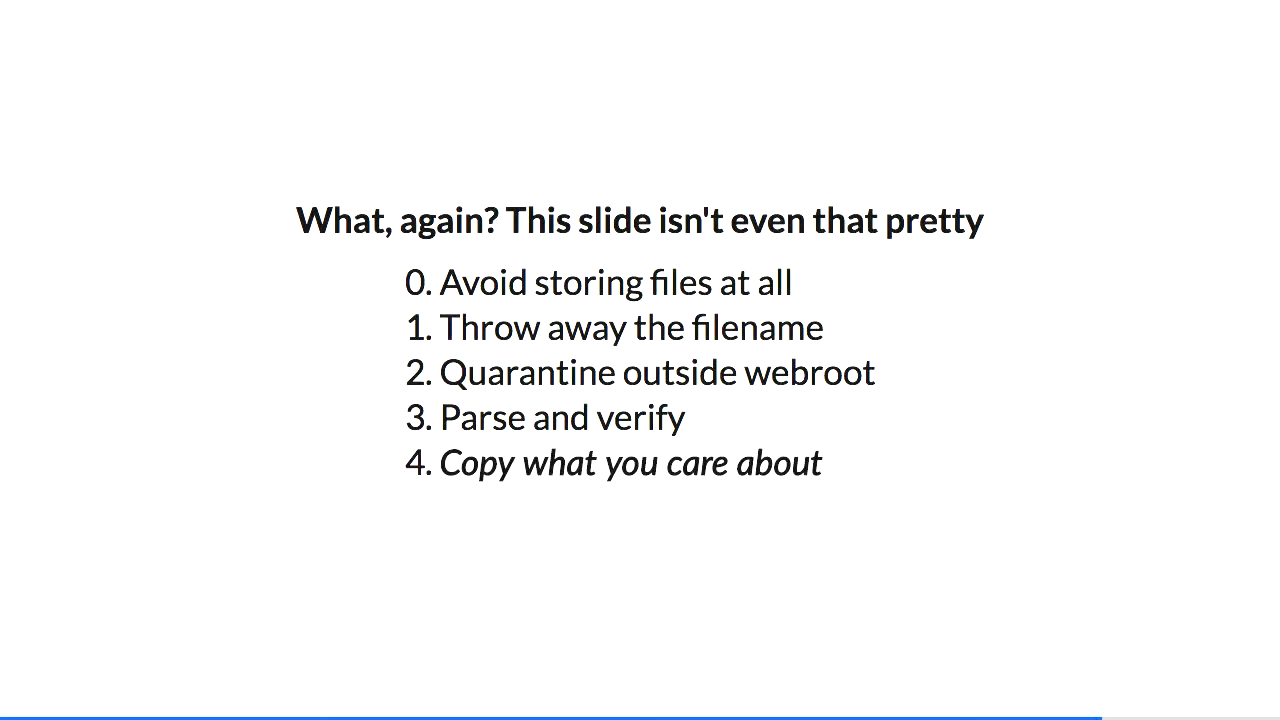 What, again? This slide isn't even that pretty
0. Avoid storing files at all
1. Throw away the filename
2. Quarantine outside webroot
3. Parse and verify
4. Copy what you care about